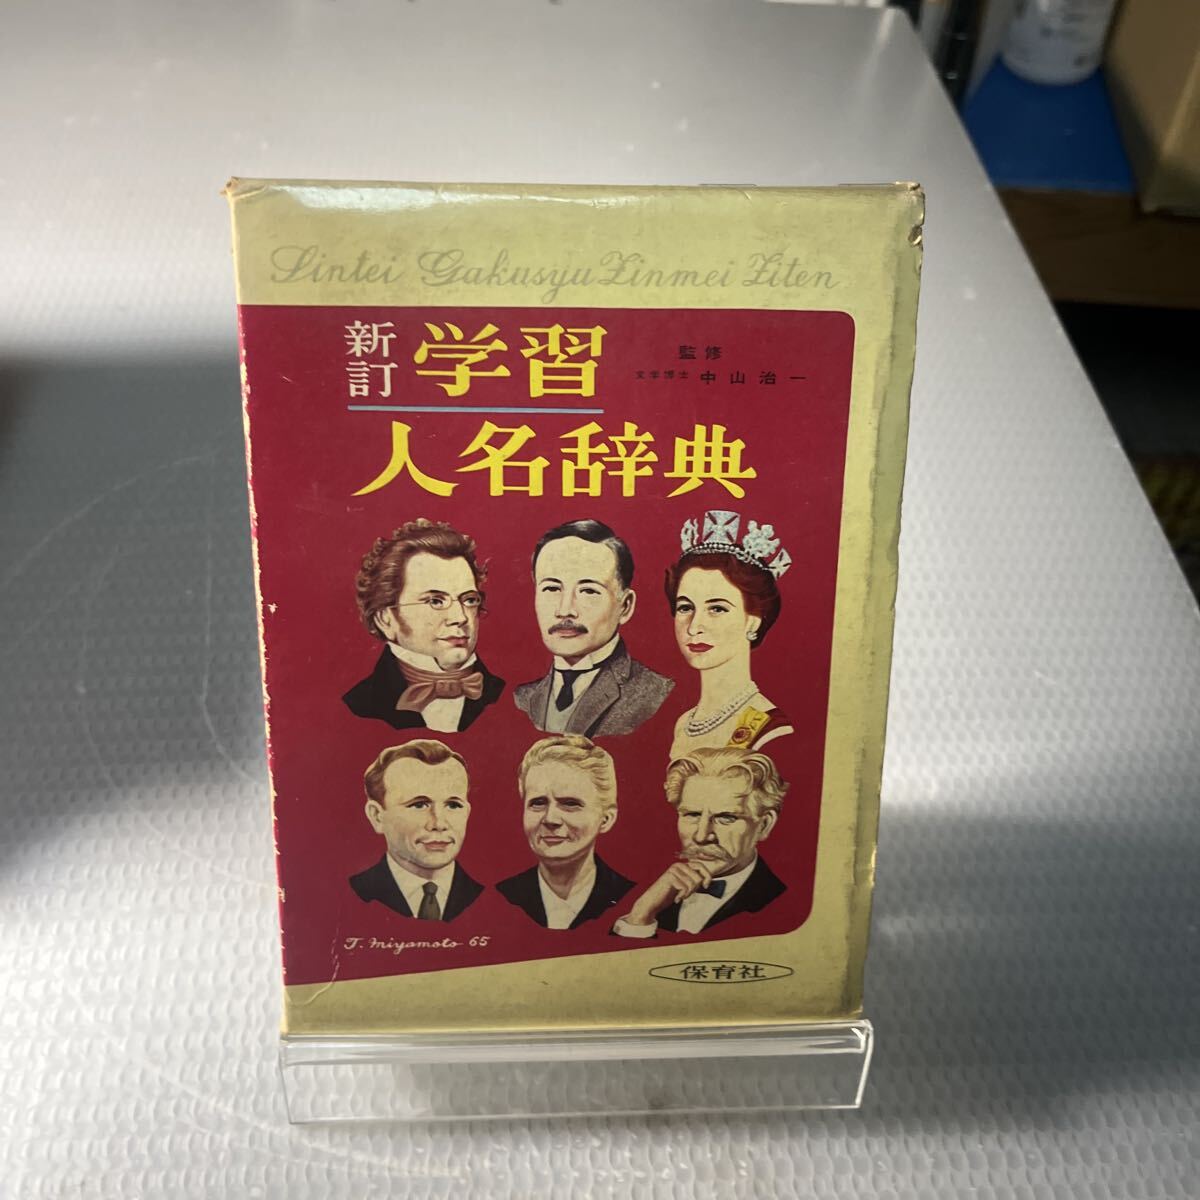 Sintei Gakusyu Zinmei Ziten
新訂 学習
人名辞典
監修
文学博士 中山治一
T. Miyamoto 65
保育社